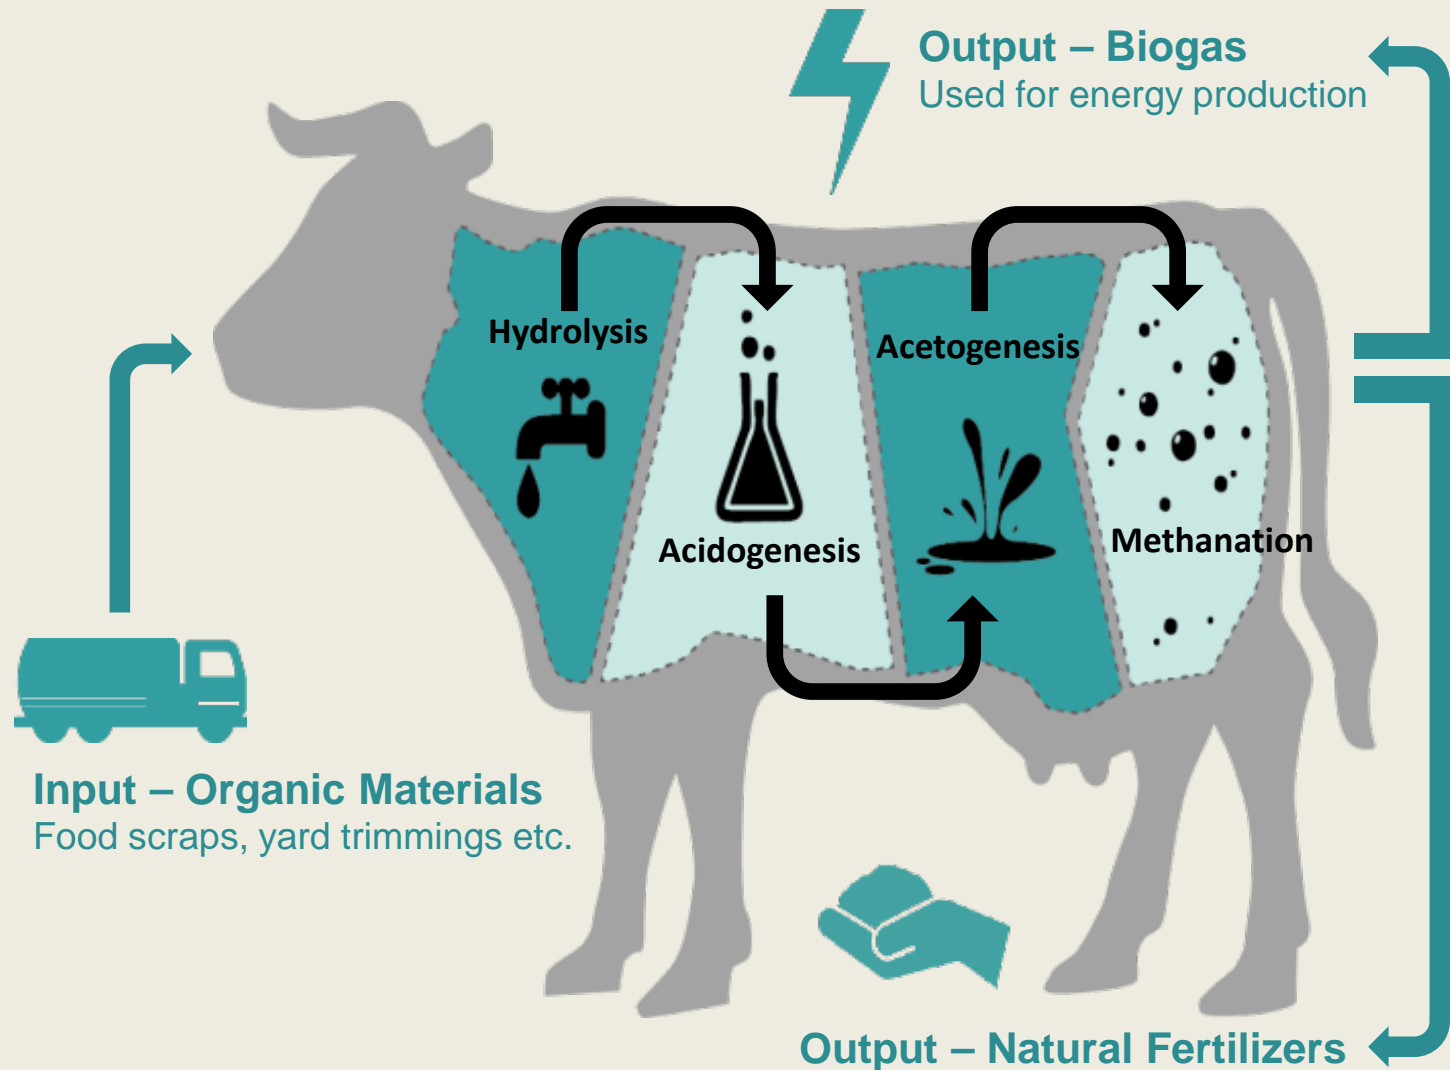 Output – Biogas
Used for energy production
Hydrolysis
Acetogenesis
Acidogenesis
Methanation
Input – Organic Materials
Food scraps, yard trimmings etc.
Output – Natural Fertilizers